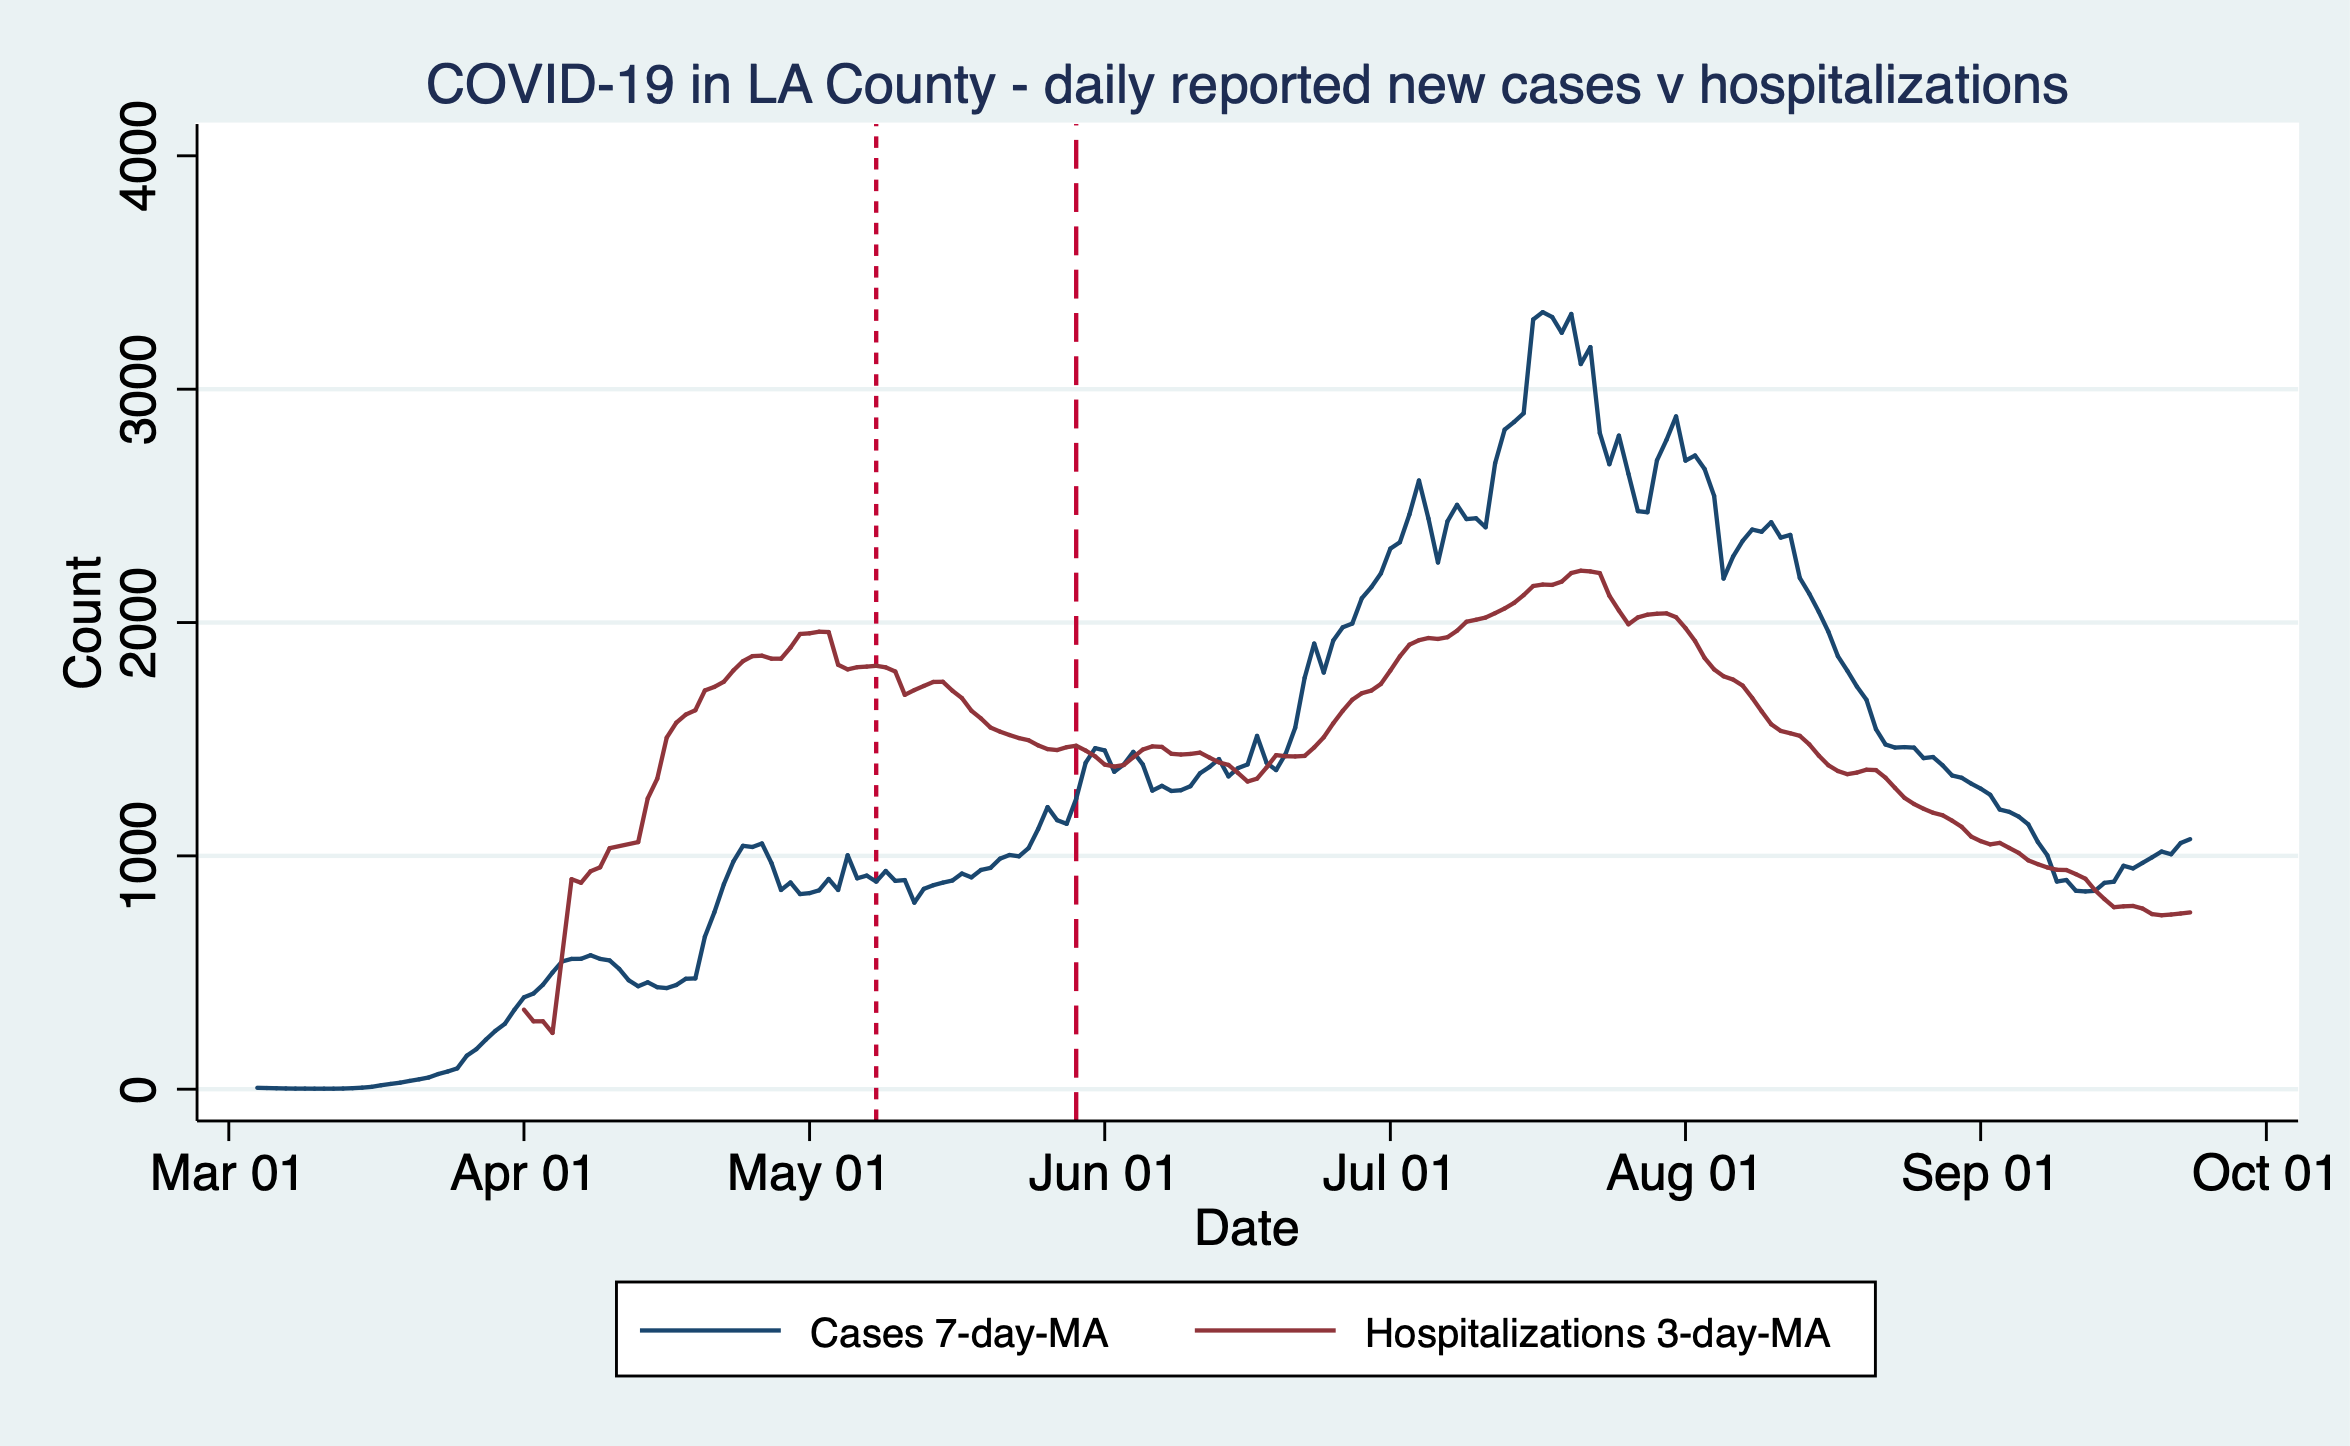 COVID-19 in LA County - daily reported new cases v hospitalizations
4000
3000
2000
1000
0
Count
Mar 01 Apr 01 May 01 Jun 01 Jul 01 Aug 01 Sep 01 Oct 01
Date
Cases 7-day-MA Hospitalizations 3-day-MA